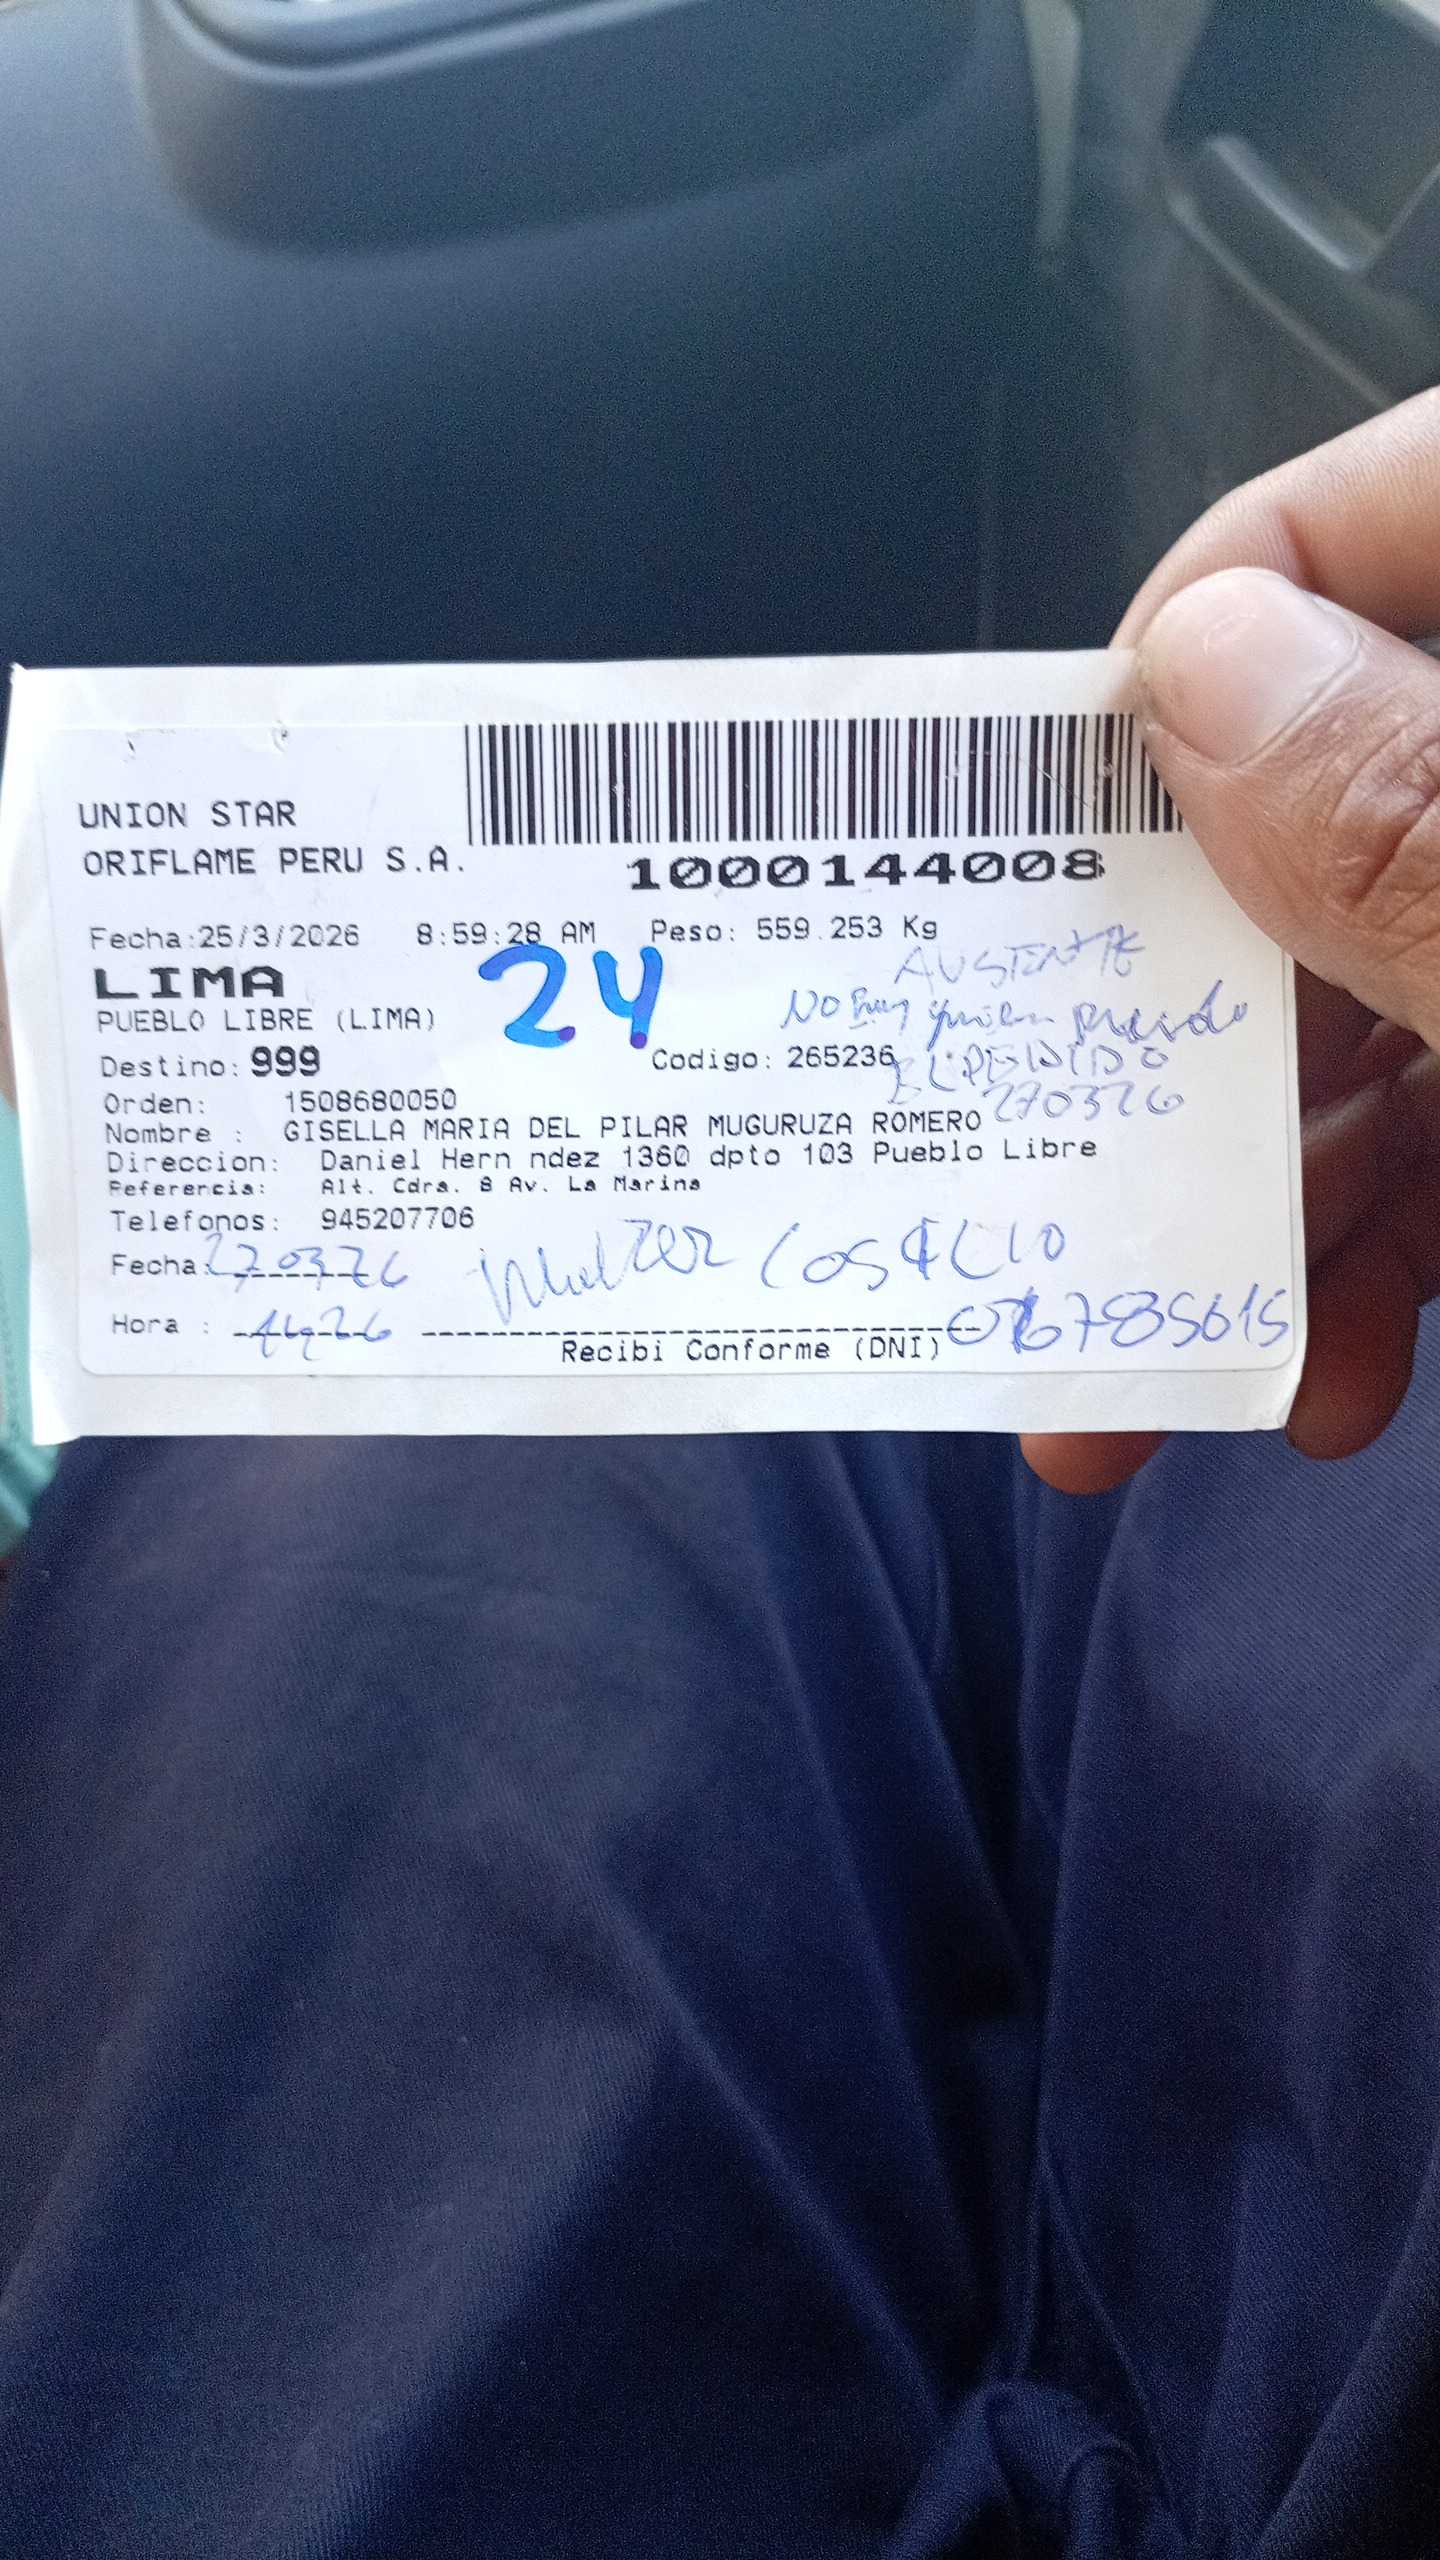 UNION STAR
ORIFLAME PERU S.A.
1000144008
Fecha:25/3/2026 8:59:28 AM Peso: 559.253 Kg
LIMA
24
AUSTENTE
PUEBLO LIBRE (LIMA)
No hay quien
Destino: 999
Codigo: 265236
EL PEDIDO
Orden: 1508680050
270326
Nombre : GISELLA MARIA DEL PILAR MUGURUZA ROMERO
Direccion: Daniel Hern ndez 1360 dpto 103 Pueblo Libre
Referencia: Alt. Cdra. 8 Av. La Marina
Telefonos: 945207706
Fecha: 270326
Walter
Hora :
Recibi Conforme (DNI)